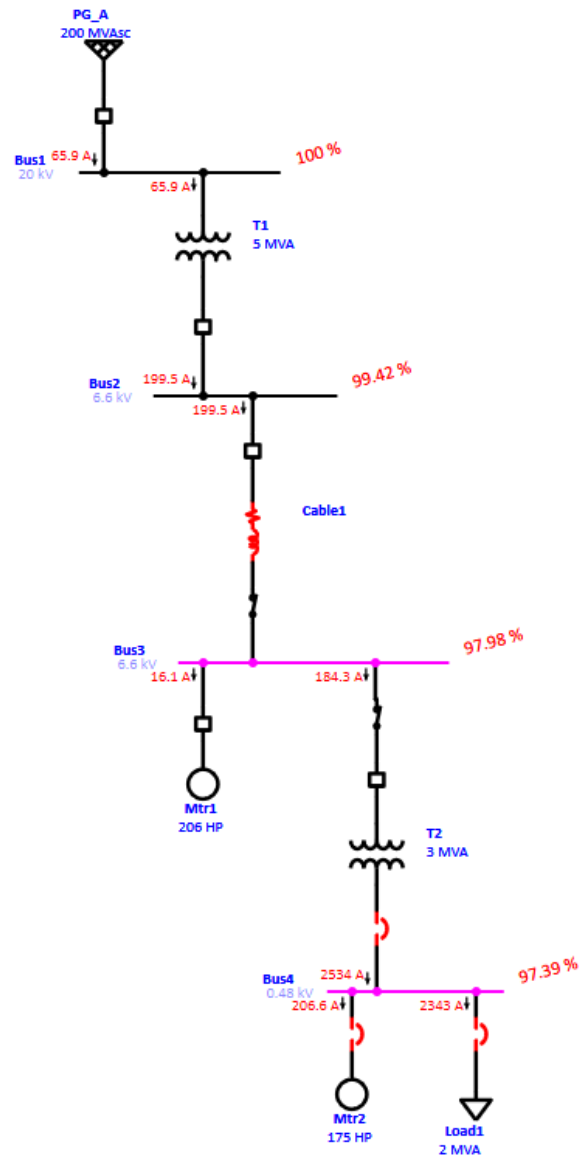 PG_A
200 MVAsc
65.9 A
100 %
Bus1
20 kV
65.9 A
T1
5 MVA
199.5 A
99.42 %
Bus2
6.6 kV
199.5 A
Cable1
Bus3
97.98 %
6.6 kV
16.1 A
184.3 A
Mtr1
206 HP
T2
3 MVA
2534 A
97.39 %
Bus4
0.48 kV
206.6 A
2343 A
Mtr2
175 HP
Load1
2 MVA